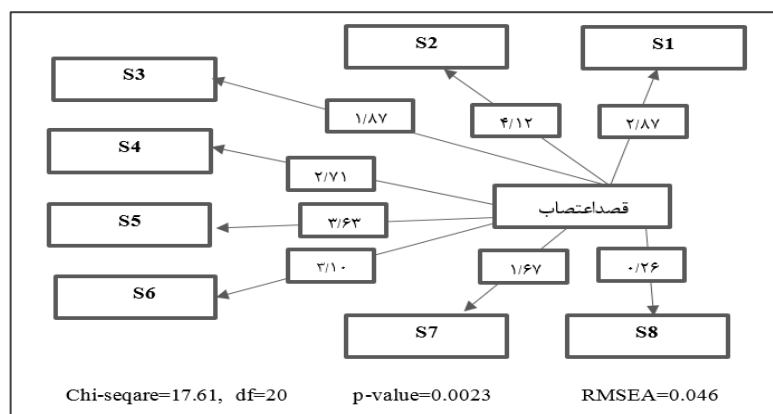 S2
S1
S3
۱/۸۷
۴/۱۲
۲/۸۷
S4
۲/۷۱
قصداعتصاب
S5
۳/۶۳
S6
۳/۱۰
۱/۶۷
۰/۲۶
S7
S8
Chi-seqare=17.61, df=20 p-value=0.0023 RMSEA=0.046